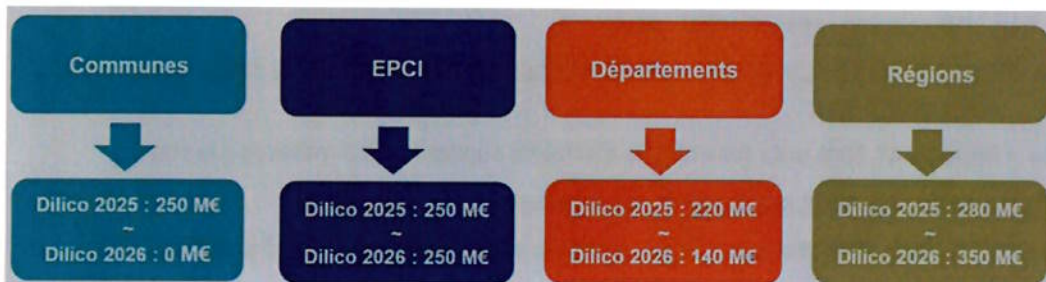 Communes
EPCI
Départements
Régions
Dilico 2025 : 250 M€
~
Dilico 2026 : 0 M€
Dilico 2025 : 250 M€
~
Dilico 2026 : 250 M€
Dilico 2025 : 220 M€
~
Dilico 2026 : 140 M€
Dilico 2025 : 280 M€
~
Dilico 2026 : 350 M€